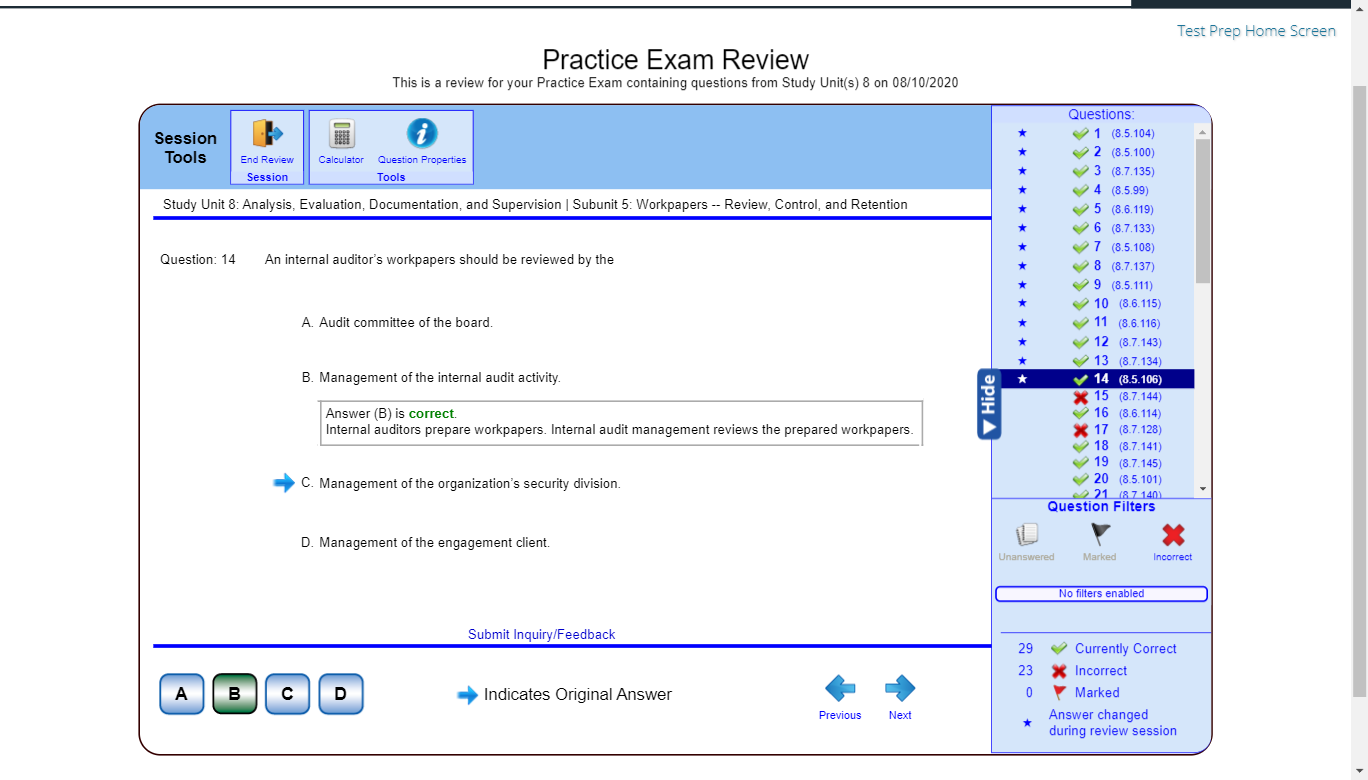 Test Prep Home Screen
Practice Exam Review
This is a review for your Practice Exam containing questions from Study Unit(s) 8 on 08/10/2020
Session
Tools
End Review
Session
Calculator Question Properties
Tools
Study Unit 8: Analysis, Evaluation, Documentation, and Supervision | Subunit 5: Workpapers -- Review, Control, and Retention
Question: 14 An internal auditor’s workpapers should be reviewed by the
A. Audit committee of the board.
B. Management of the internal audit activity.
Answer (B) is correct.
Internal auditors prepare workpapers. Internal audit management reviews the prepared workpapers.
C. Management of the organization’s security division.
D. Management of the engagement client.
Submit Inquiry/Feedback
A B C D
Indicates Original Answer
Previous Next
Hide
Questions:
1 (8.5.104)
2 (8.5.100)
3 (8.7.135)
4 (8.5.99)
5 (8.6.119)
6 (8.7.133)
7 (8.5.108)
8 (8.7.137)
9 (8.5.111)
10 (8.6.115)
11 (8.6.116)
12 (8.7.143)
13 (8.7.134)
14 (8.5.106)
15 (8.7.144)
16 (8.6.114)
17 (8.7.128)
18 (8.7.141)
19 (8.7.145)
20 (8.5.101)
21 (8.7.140)
Question Filters
Unanswered Marked Incorrect
No filters enabled
29 Currently Correct
23 Incorrect
0 Marked
Answer changed
during review session